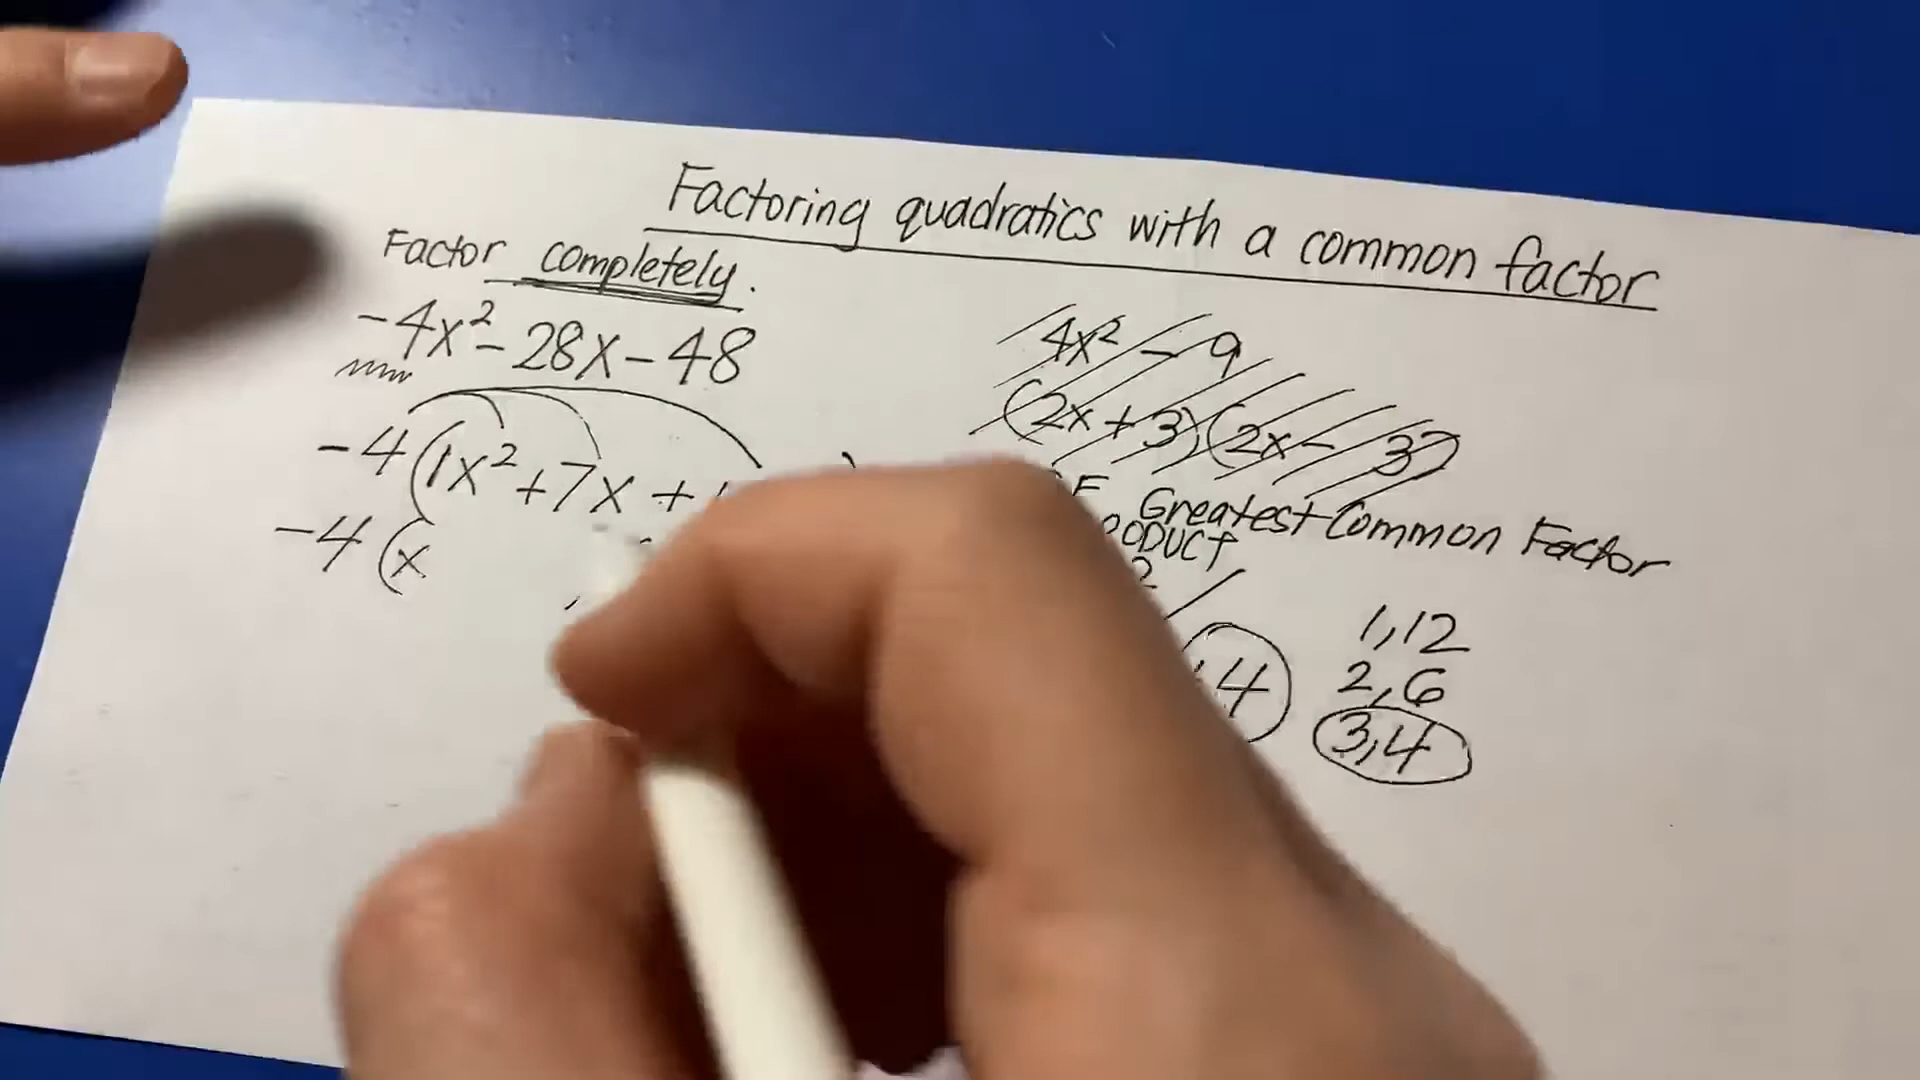 Factoring quadratics with a common factor
Factor completely.
-4x² - 28x - 48
-4(1x² + 7x +
-4(x
4x² - 9
(2x + 3)(2x - 3)
Greatest Common Factor
4
1,12
2,6
3,4